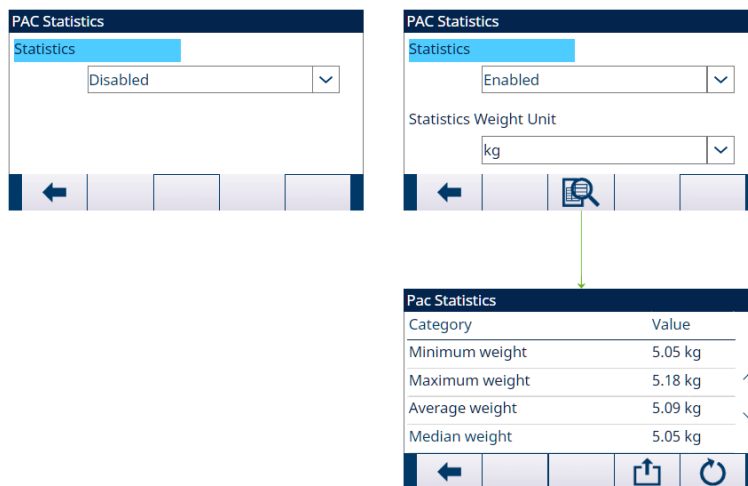 PAC Statistics
Statistics
Disabled
PAC Statistics
Statistics
Enabled
Statistics Weight Unit
kg
Pac Statistics
Category Value
Minimum weight 5.05 kg
Maximum weight 5.18 kg
Average weight 5.09 kg
Median weight 5.05 kg